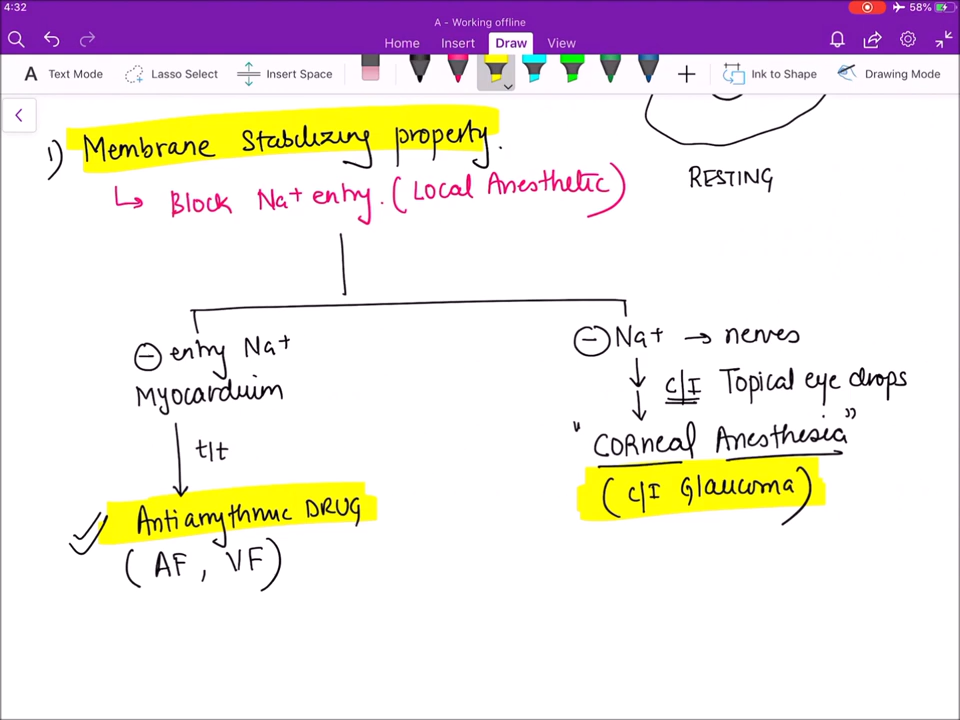 4:32
58%
A - Working offline
Home Insert Draw View
A Text Mode Lasso Select Insert Space Ink to Shape Drawing Mode
1) Membrane Stabilizing property.
↳ Block Na+ entry. (Local Anesthetic)
RESTING
⊖ entry Na+
Myocardium
⊖ Na+ → nerves
C/I Topical eye drops
t/t
"Corneal Anesthesia"
(C/I Glaucoma)
Antiarrythmic DRUG
(AF, VF)